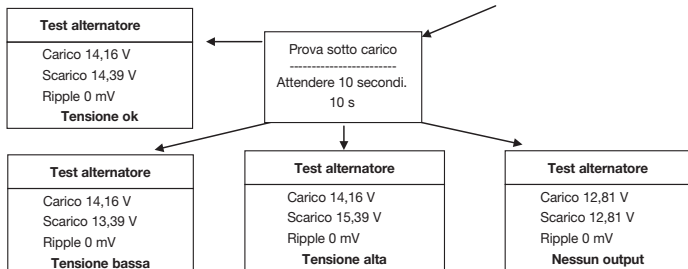 Test alternatore
Carico 14,16 V
Scarico 14,39 V
Ripple 0 mV
Tensione ok
Prova sotto carico
------------------------
Attendere 10 secondi.
10 s
Test alternatore
Carico 14,16 V
Scarico 13,39 V
Ripple 0 mV
Tensione bassa
Test alternatore
Carico 14,16 V
Scarico 15,39 V
Ripple 0 mV
Tensione alta
Test alternatore
Carico 12,81 V
Scarico 12,81 V
Ripple 0 mV
Nessun output